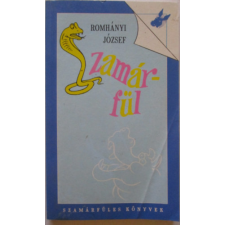 ROMHÁNYI
JÓZSEF
Szamár-
fül
SZAMÁRFÜLES KÖNYVEK